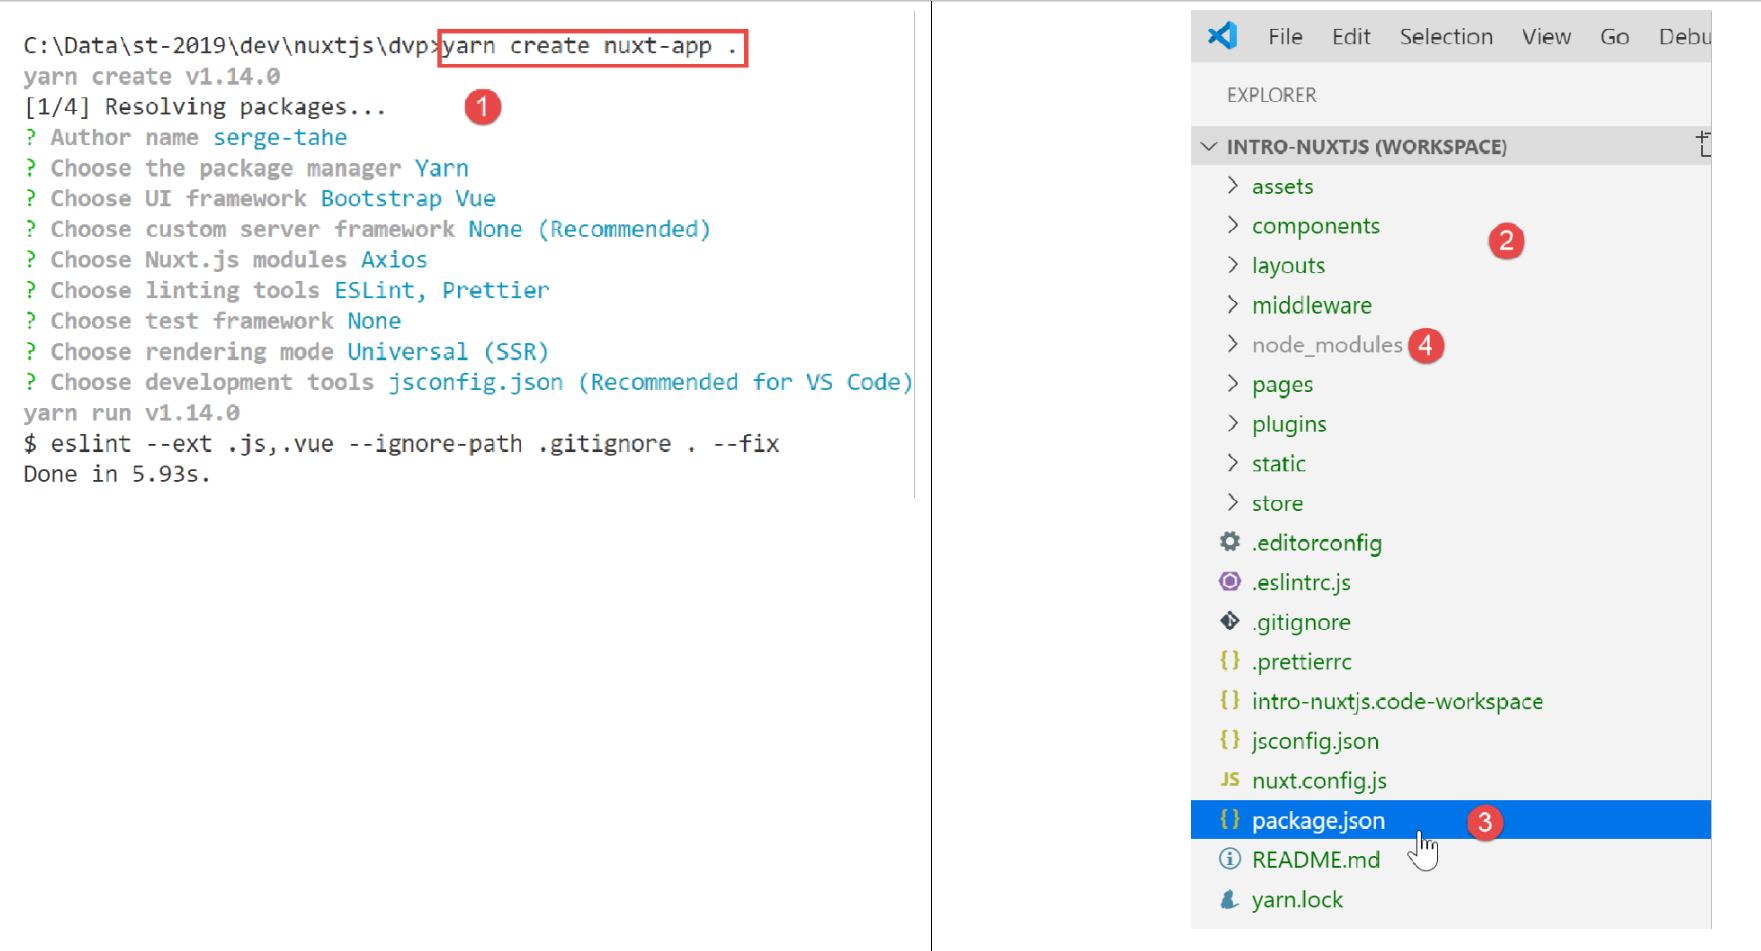 C:\Data\st-2019\dev\nuxtjs\dvp>yarn create nuxt-app .
yarn create v1.14.0
[1/4] Resolving packages...
1
? Author name serge-tahe
? Choose the package manager Yarn
? Choose UI framework Bootstrap Vue
? Choose custom server framework None (Recommended)
? Choose Nuxt.js modules Axios
? Choose linting tools ESLint, Prettier
? Choose test framework None
? Choose rendering mode Universal (SSR)
? Choose development tools jsconfig.json (Recommended for VS Code)
yarn run v1.14.0
$ eslint --ext .js,.vue --ignore-path .gitignore . --fix
Done in 5.93s.
File Edit Selection View Go Debu
EXPLORER
INTRO-NUXTJS (WORKSPACE)
assets
components
2
layouts
middleware
node_modules 4
pages
plugins
static
store
.editorconfig
.eslintrc.js
.gitignore
{} .prettierrc
{} intro-nuxtjs.code-workspace
{} jsconfig.json
JS nuxt.config.js
{} package.json 3
README.md
yarn.lock